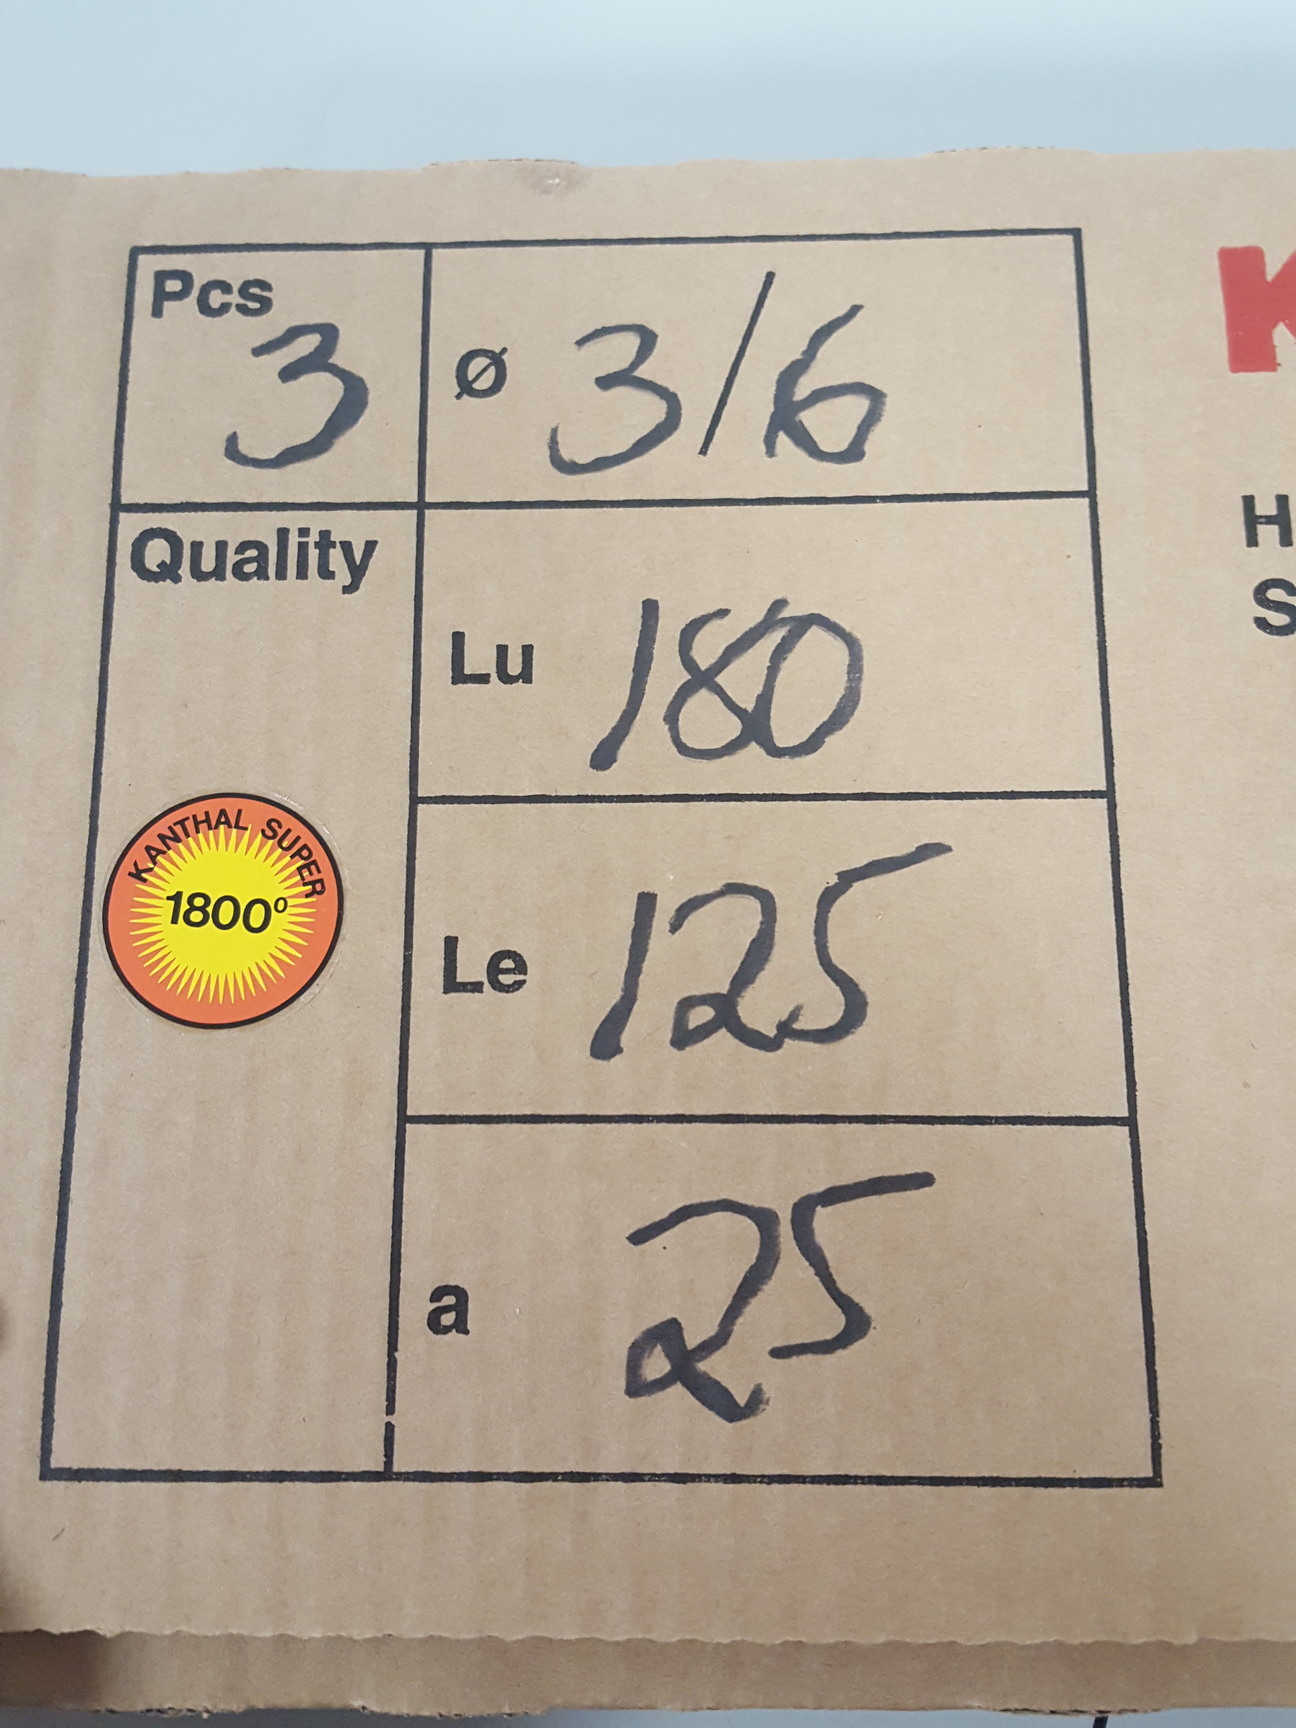 Pcs
3
Ø 3/6
Quality
Lu 180
KANTHAL SUPER
1800°
Le 125
a 25
K
H
S